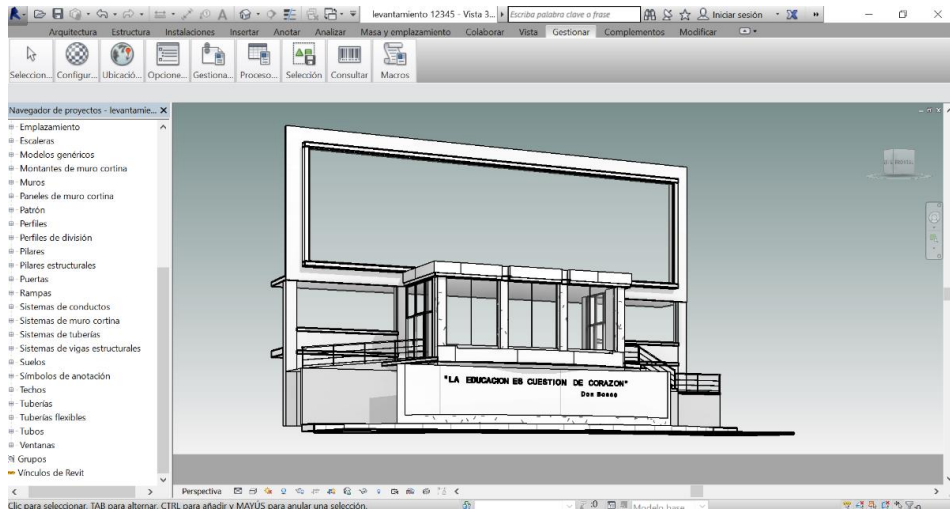 levantamiento 12345 - Vista 3...
Escriba palabra clave o frase
Iniciar sesión
Arquitectura Estructura Instalaciones Insertar Anotar Analizar Masa y emplazamiento Colaborar Vista Gestionar Complementos Modificar
Seleccion... Configur... Ubicació... Opcione... Gestiona... Proceso... Selección Consultar Macros
Navegador de proyectos - levantamie...
Emplazamiento
Escaleras
Modelos genéricos
Montantes de muro cortina
Muros
Paneles de muro cortina
Patrón
Perfiles
Perfiles de división
Pilares
Pilares estructurales
Puertas
Rampas
Sistemas de conductos
Sistemas de muro cortina
Sistemas de tuberías
Sistemas de vigas estructurales
Suelos
Símbolos de anotación
Techos
Tuberías
Tuberías flexibles
Tubos
Ventanas
Grupos
Vínculos de Revit
"LA EDUCACION ES CUESTION DE CORAZON"
Don Bosco
Perspectiva
Clic para seleccionar, TAB para alternar, CTRL para añadir y MAYÚS para anular una selección.
:0
Modelo base
:0